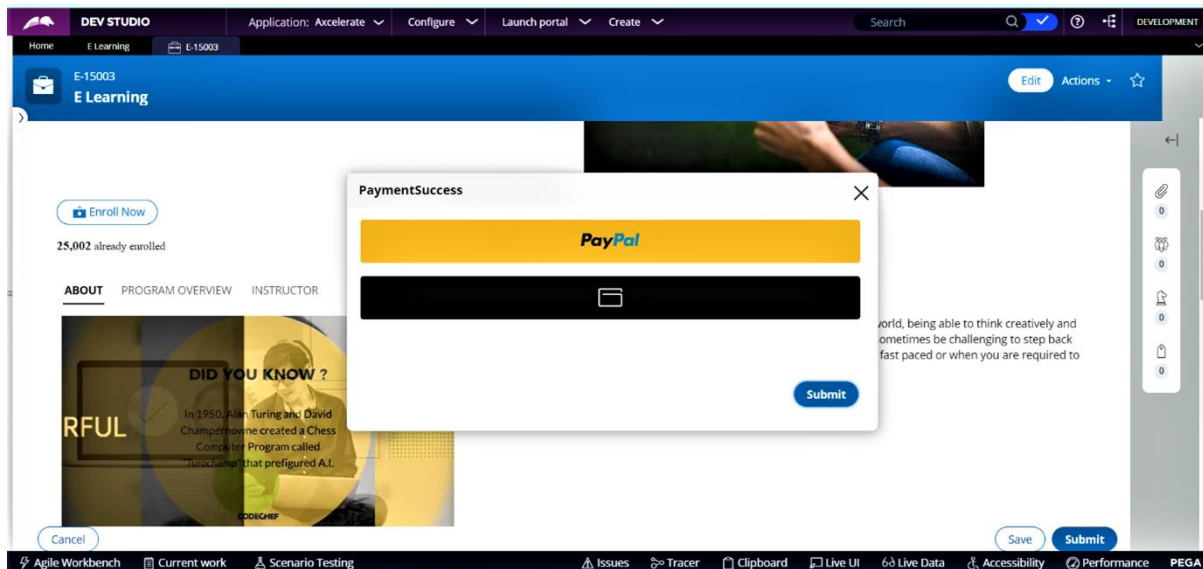 DEV STUDIO Application: Axcelerate Configure Launch portal Create Search DEVELOPMENT
Home E Learning E-15003
E-15003
E Learning
Edit Actions
PaymentSuccess
PayPal
Submit
Enroll Now
25,002 already enrolled
0
0
0
0
ABOUT PROGRAM OVERVIEW INSTRUCTOR
world, being able to think creatively and
ometimes be challenging to step back
fast paced or when you are required to
DID YOU KNOW ?
RFUL
In 1950, Alan Turing and David
Champernowne created a Chess
Computer Program called
"Turochamp" that prefigured A.I.
CODECHEF
Cancel Save Submit
Agile Workbench Current work Scenario Testing Issues Tracer Clipboard Live UI Live Data Accessibility Performance PEGA